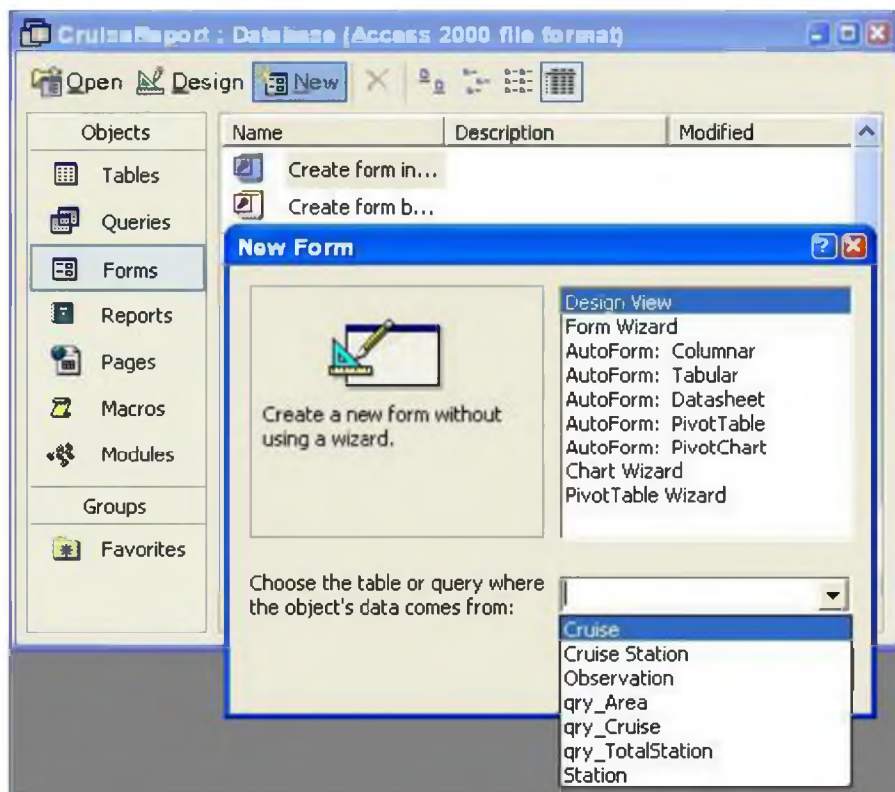 CruiseReport : Database (Access 2000 file format)
Open Design New
Objects
Name Description Modified
Tables
Create form in...
Queries
Create form b...
Forms
Reports
Pages
Macros
Modules
Groups
Favorites
New Form
Create a new form without
using a wizard.
Design View
Form Wizard
AutoForm: Columnar
AutoForm: Tabular
AutoForm: Datasheet
AutoForm: PivotTable
AutoForm: PivotChart
Chart Wizard
PivotTable Wizard
Choose the table or query where
the object's data comes from:
Cruise
Cruise Station
Observation
qry_Area
qry_Cruise
qry_TotalStation
Station